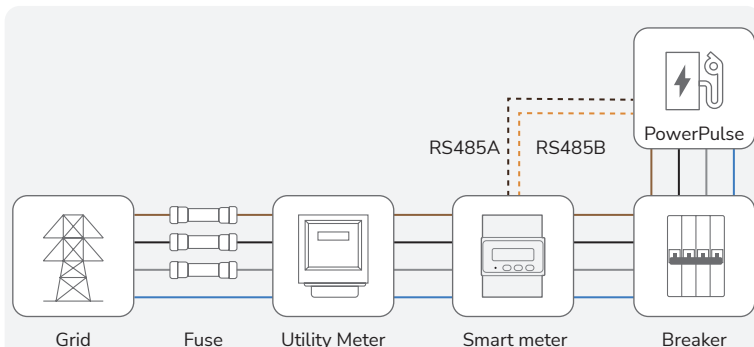 PowerPulse
RS485A
RS485B
Grid
Fuse
Utility Meter
Smart meter
Breaker